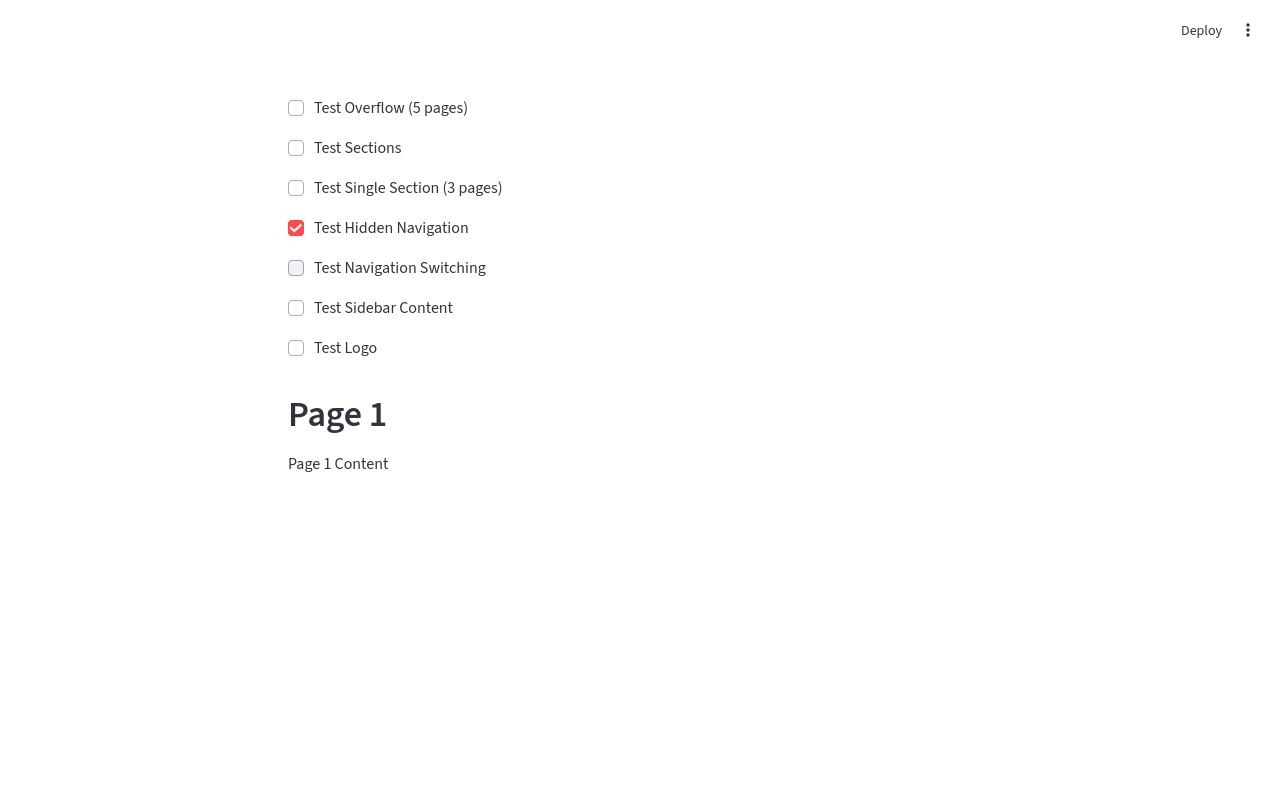 Deploy
Test Overflow (5 pages)
Test Sections
Test Single Section (3 pages)
Test Hidden Navigation
Test Navigation Switching
Test Sidebar Content
Test Logo
Page 1
Page 1 Content